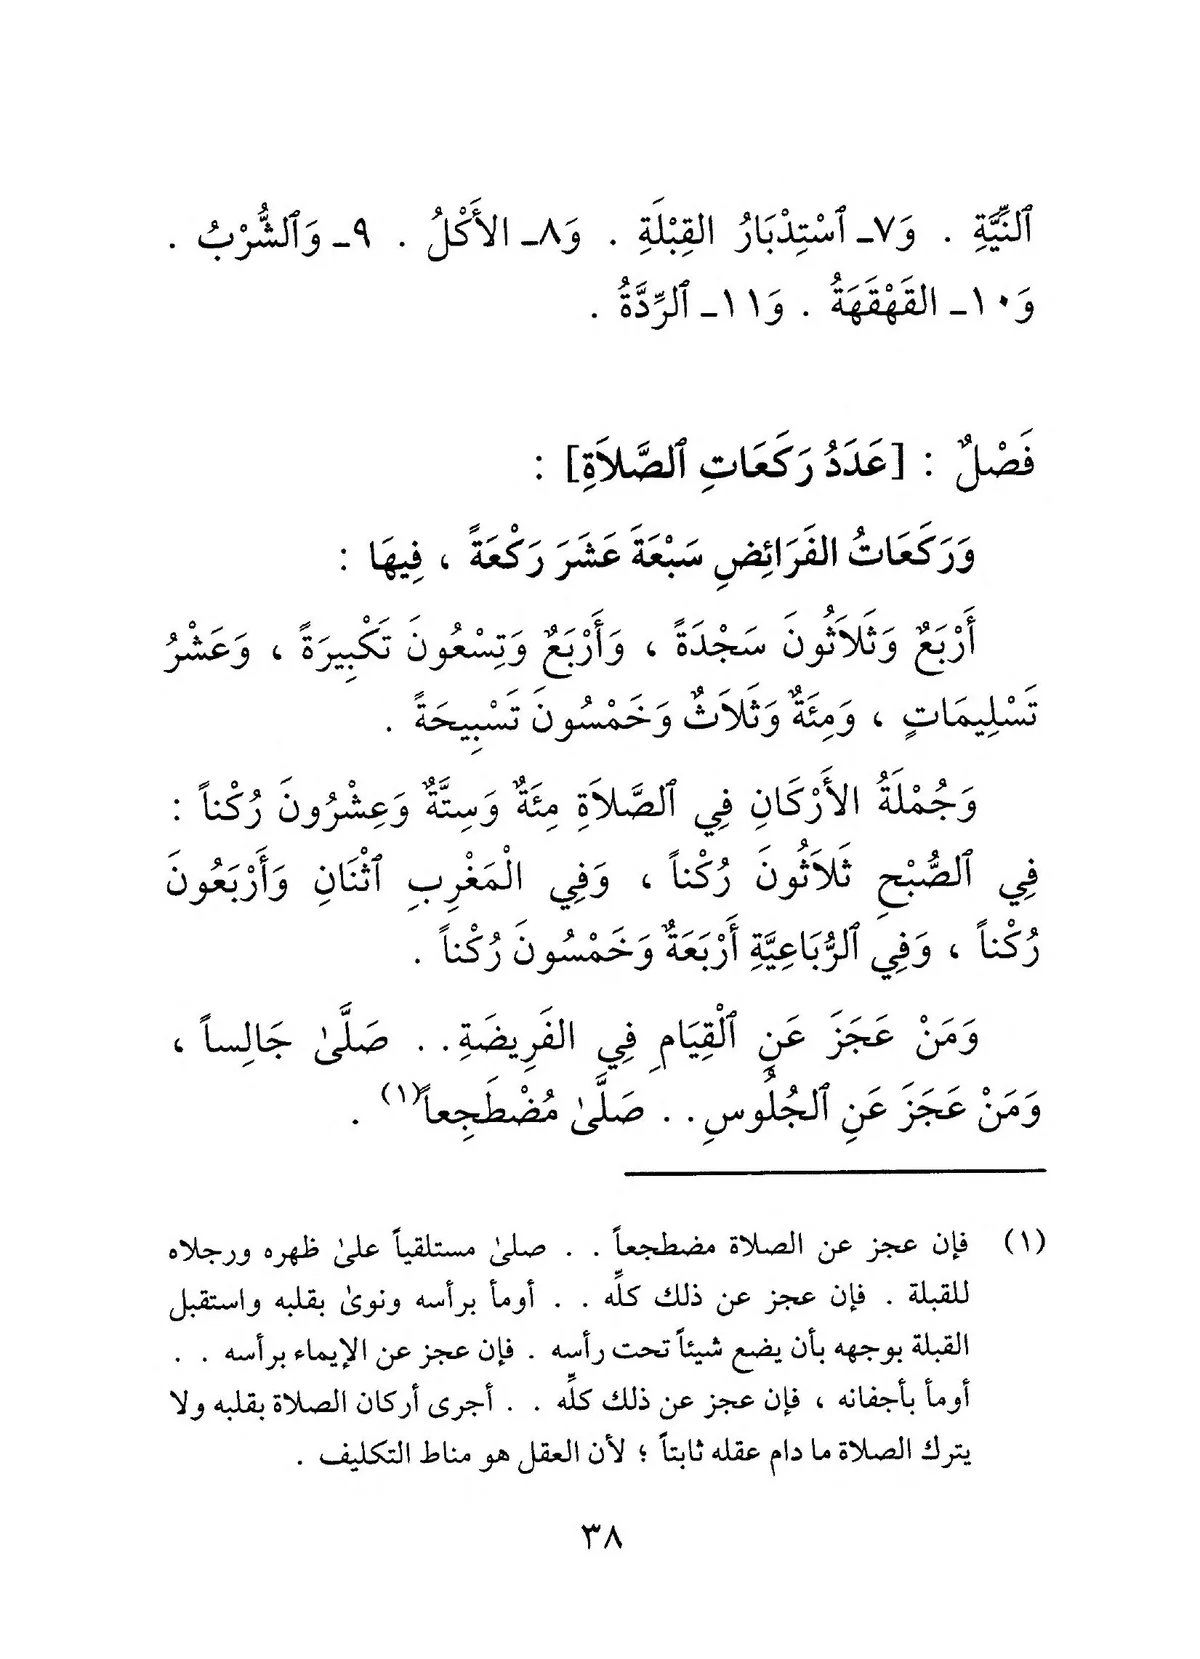 ٱلنِّيَّةِ . وَ٧ـ ٱسْتِدْبَارُ القِبْلَةِ . وَ٨ـ الأَكْلُ . ٩ـ وَٱلشُّرْبُ .
وَ١٠ـ القَهْقَهَةُ . وَ١١ـ ٱلرِّدَّةُ .
فَصْلٌ : [عَدَدُ رَكَعَاتِ ٱلصَّلاَةِ] :
وَرَكَعَاتُ الفَرَائِضِ سَبْعَةَ عَشَرَ رَكْعَةً ، فِيهَا :
أَرْبَعٌ وَثَلاَثُونَ سَجْدَةً ، وَأَرْبَعٌ وَتِسْعُونَ تَكْبِيرَةً ، وَعَشْرُ
تَسْلِيمَاتٍ ، وَمِئَةٌ وَثَلاَثٌ وَخَمْسُونَ تَسْبِيحَةً .
وَجُمْلَةُ الأَرْكَانِ فِي ٱلصَّلاَةِ مِئَةٌ وَسِتَّةٌ وَعِشْرُونَ رُكْناً :
فِي ٱلصُّبْحِ ثَلاَثُونَ رُكْناً ، وَفِي الْمَغْرِبِ ٱثْنَانِ وَأَرْبَعُونَ
رُكْناً ، وَفِي ٱلرُّبَاعِيَّةِ أَرْبَعَةٌ وَخَمْسُونَ رُكْناً .
وَمَنْ عَجَزَ عَنِ ٱلْقِيَامِ فِي الفَرِيضَةِ . . صَلَّىٰ جَالِساً ،
وَمَنْ عَجَزَ عَنِ ٱلجُلُوسِ . . صَلَّىٰ مُضْطَجِعاً(١) .
(١) فإن عجز عن الصلاة مضطجعاً . . صلىٰ مستلقياً علىٰ ظهره ورجلاه
للقبلة . فإن عجز عن ذلك كلِّه . . أومأ برأسه ونوىٰ بقلبه واستقبل
القبلة بوجهه بأن يضع شيئاً تحت رأسه . فإن عجز عن الإيماء برأسه . .
أومأ بأجفانه ، فإن عجز عن ذلك كلِّه . . أجرى أركان الصلاة بقلبه ولا
يترك الصلاة ما دام عقله ثابتاً ؛ لأن العقل هو مناط التكليف .
٣٨